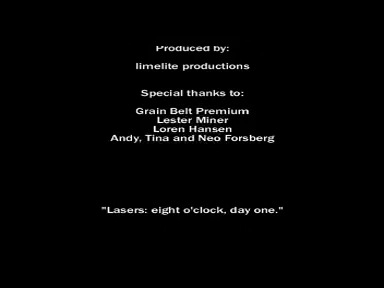 Produced by:
limelite productions
Special thanks to:
Grain Belt Premium
Lester Miner
Loren Hansen
Andy, Tina and Neo Forsberg
"Lasers: eight o'clock, day one."